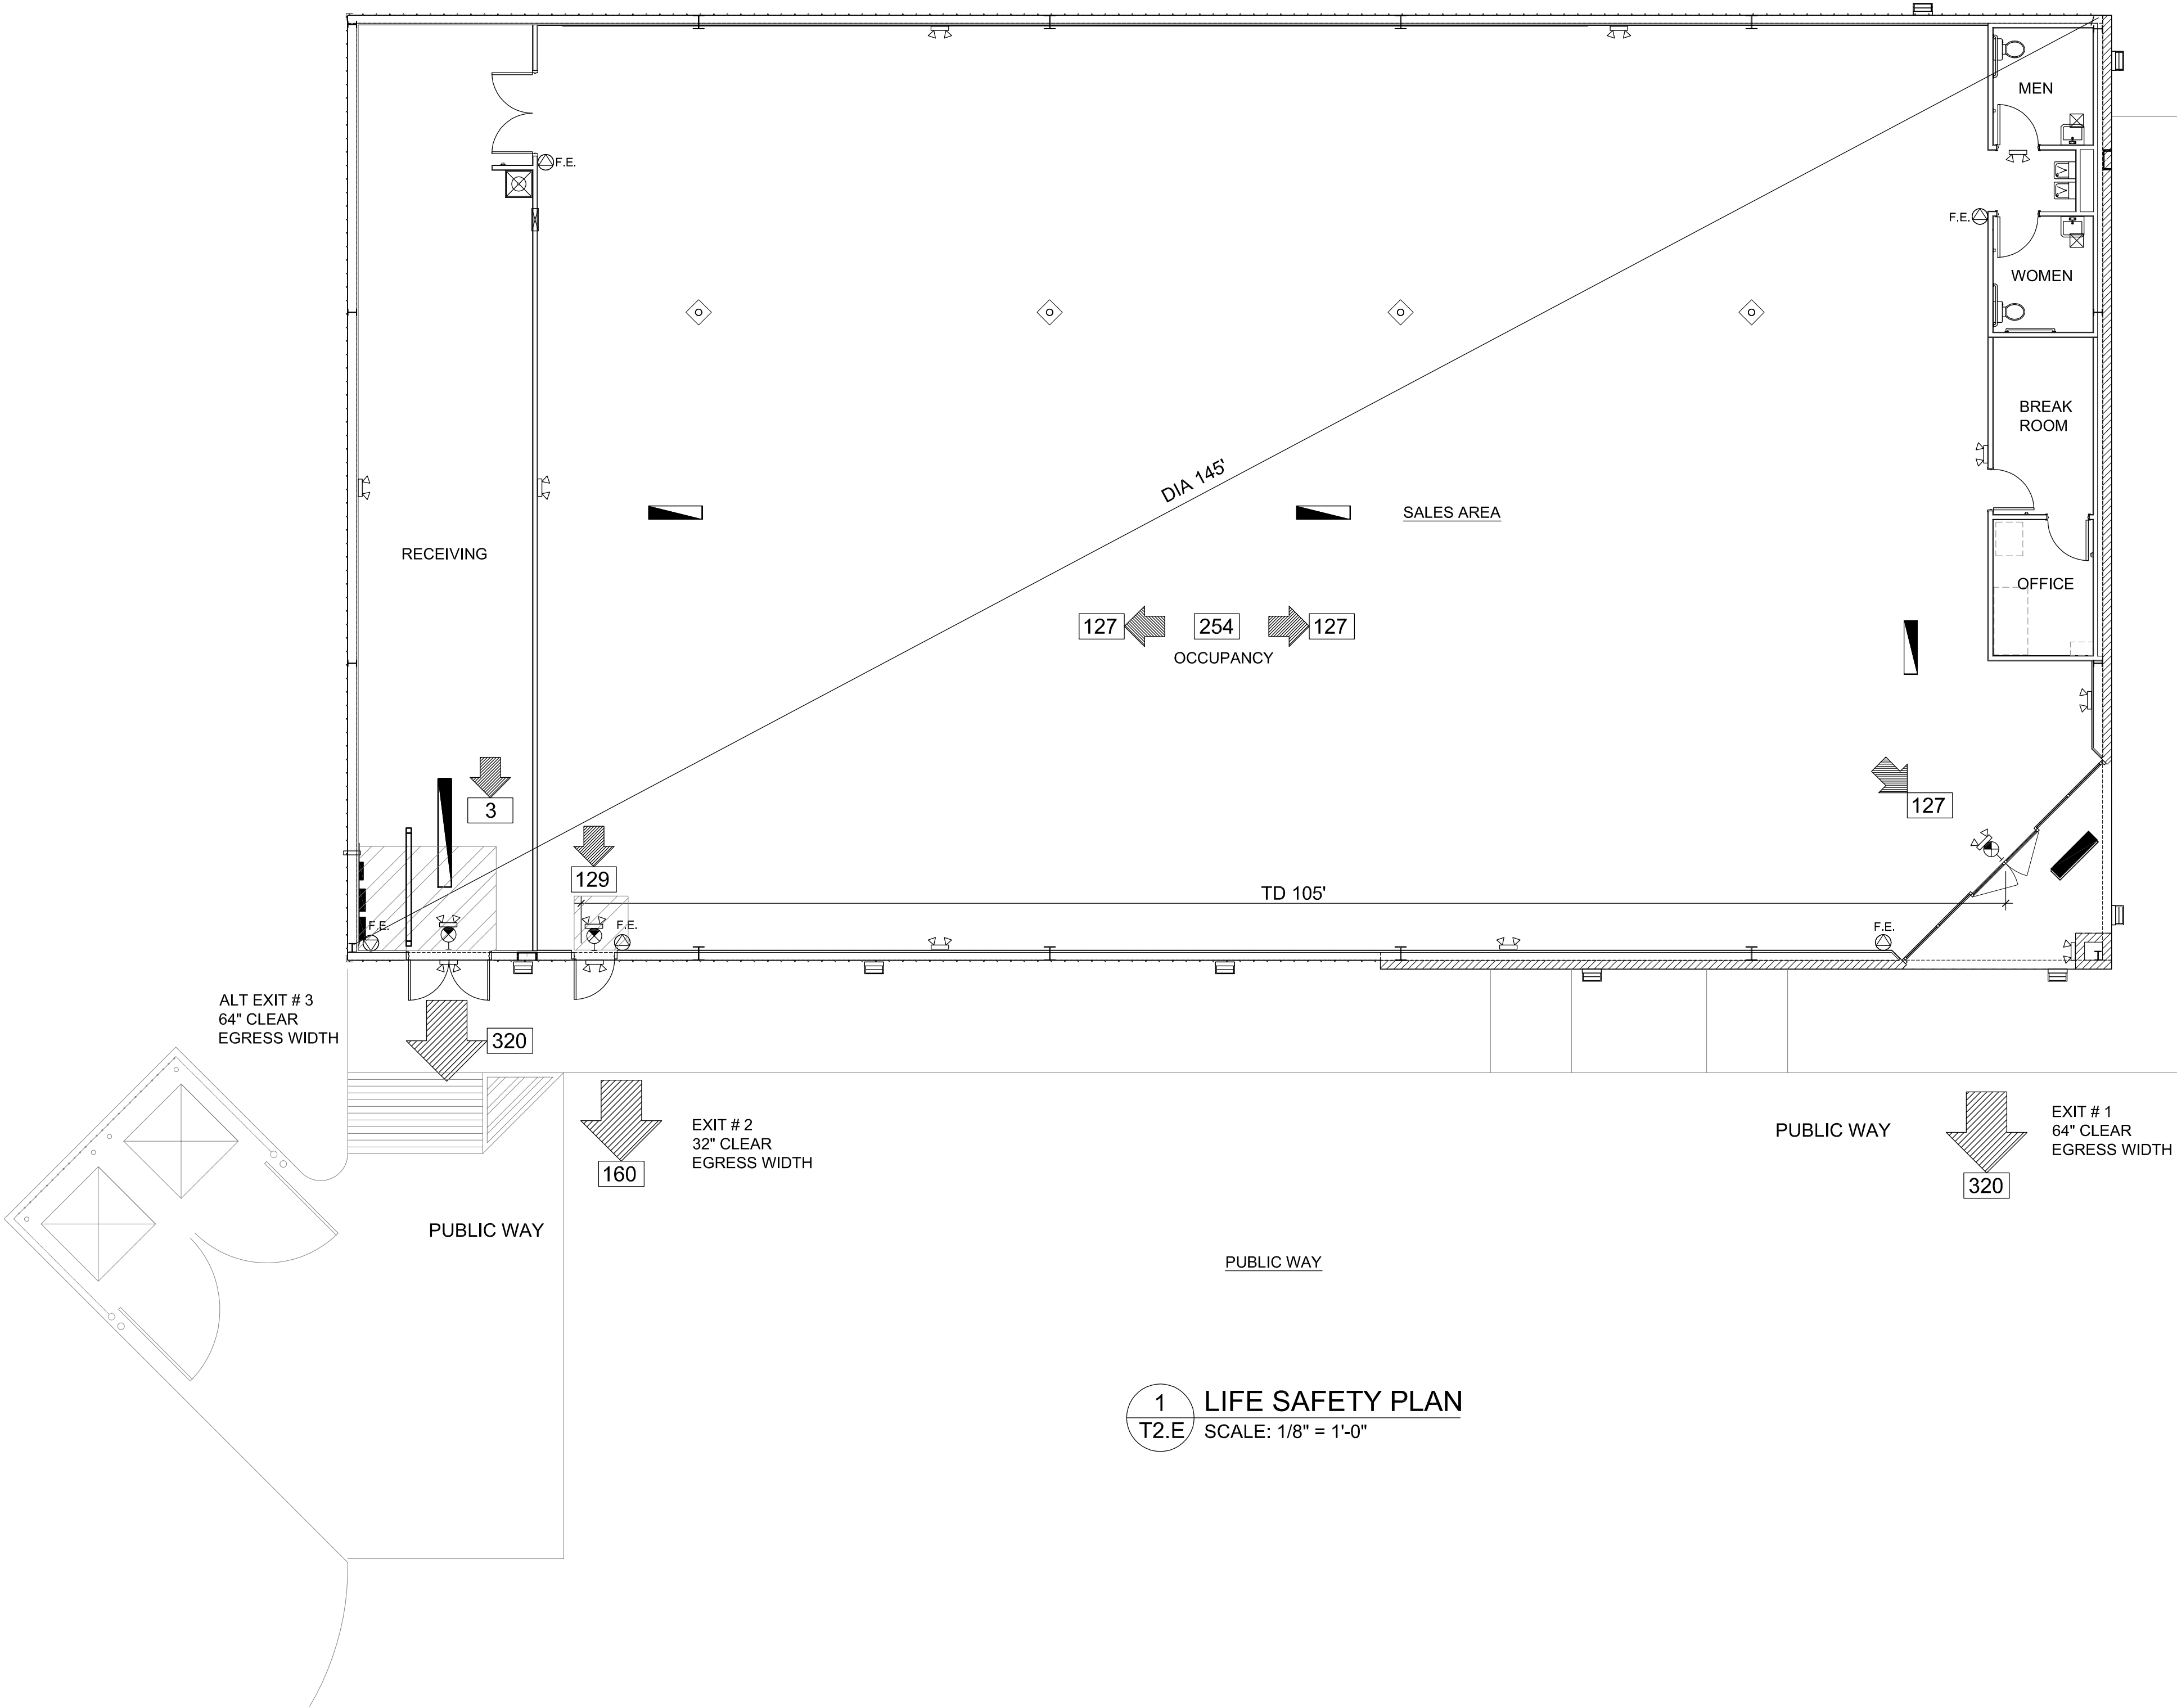 MEN
F.E.
F.E.
WOMEN
BREAK
ROOM
DIA 145'
SALES AREA
RECEIVING
OFFICE
127
254
127
OCCUPANCY
3
127
129
TD 105'
F.E.
F.E.
F.E.
ALT EXIT # 3
64" CLEAR
EGRESS WIDTH
320
EXIT # 2
32" CLEAR
EGRESS WIDTH
160
PUBLIC WAY
EXIT # 1
64" CLEAR
EGRESS WIDTH
320
PUBLIC WAY
PUBLIC WAY
1
T2.E
LIFE SAFETY PLAN
SCALE: 1/8" = 1'-0"